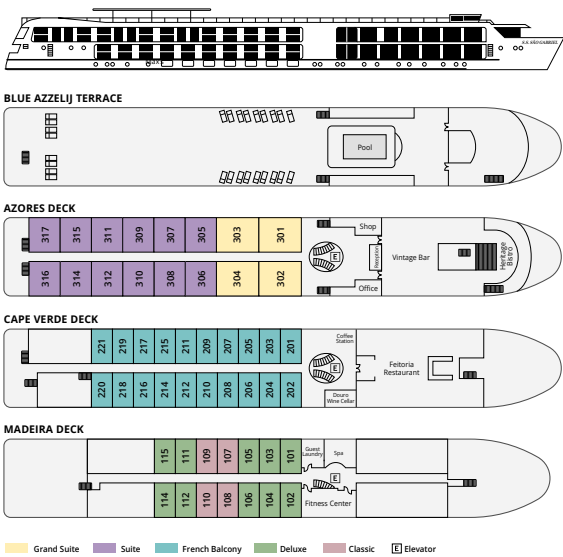 S.S. SÃO GABRIEL
BLUE AZZELIJ TERRACE
Pool
AZORES DECK
317 315 311 309 307 305 303 301
316 314 312 310 308 306 304 302
Shop
E
Reception
Office
Vintage Bar
Heritage
Bistro
CAPE VERDE DECK
221 219 217 215 211 209 207 205 203 201
220 218 216 214 212 210 208 206 204 202
Coffee
Station
E
Douro
Wine Cellar
Feitoria
Restaurant
MADEIRA DECK
115 111 109 107 105 103 101
114 112 110 108 106 104 102
Guest
Laundry
Spa
E
Fitness Center
Grand Suite Suite French Balcony Deluxe Classic E Elevator